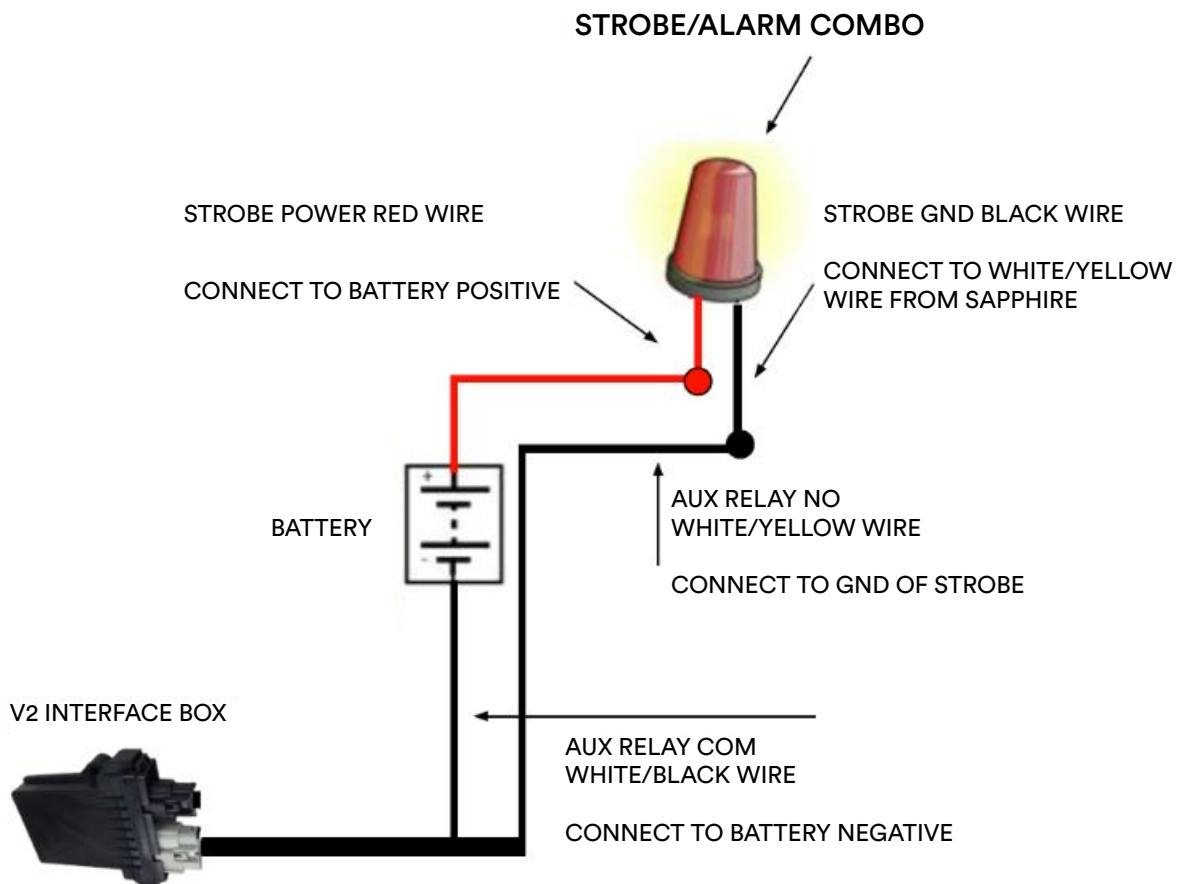 STROBE/ALARM COMBO
STROBE POWER RED WIRE
CONNECT TO BATTERY POSITIVE
STROBE GND BLACK WIRE
CONNECT TO WHITE/YELLOW
WIRE FROM SAPPHIRE
+
BATTERY
-
AUX RELAY NO
WHITE/YELLOW WIRE
CONNECT TO GND OF STROBE
V2 INTERFACE BOX
AUX RELAY COM
WHITE/BLACK WIRE
CONNECT TO BATTERY NEGATIVE